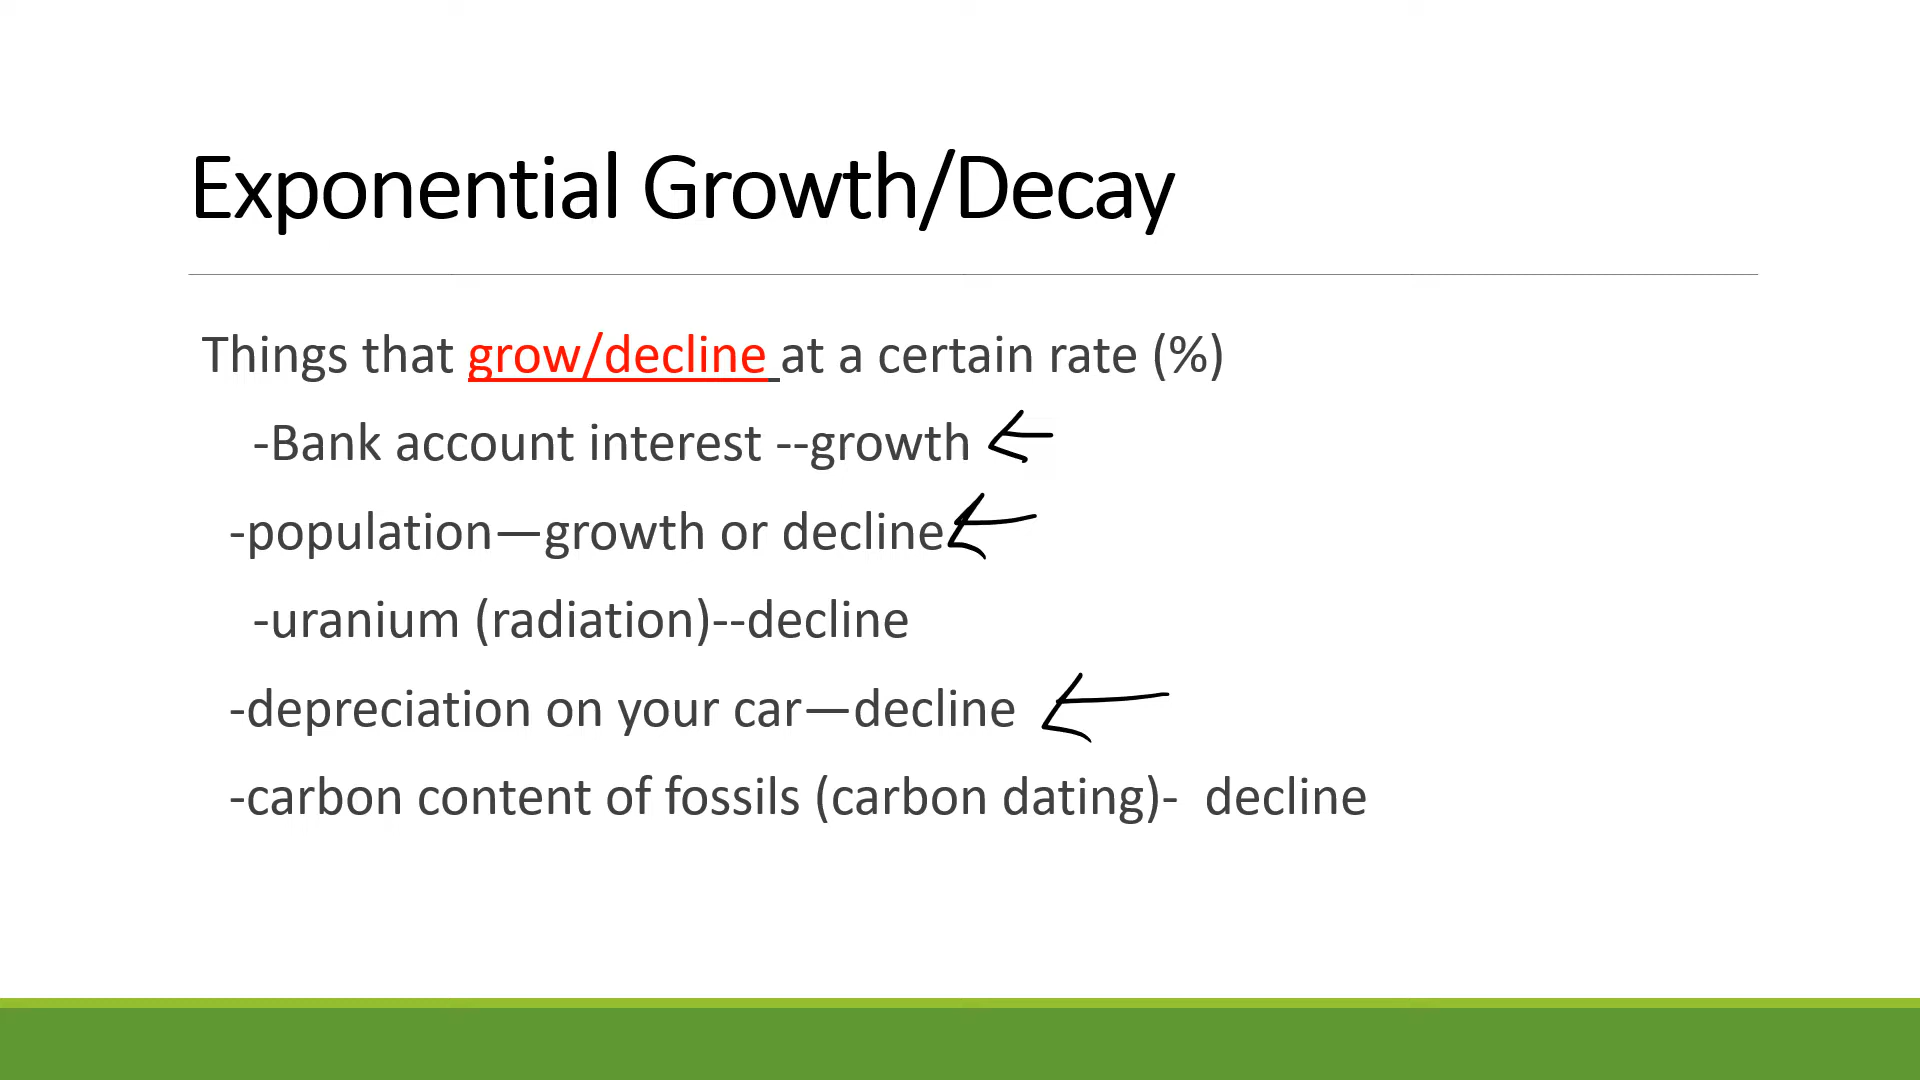 Exponential Growth/Decay
Things that grow/decline at a certain rate (%)
-Bank account interest --growth
-population—growth or decline
-uranium (radiation)--decline
-depreciation on your car—decline
-carbon content of fossils (carbon dating)-  decline